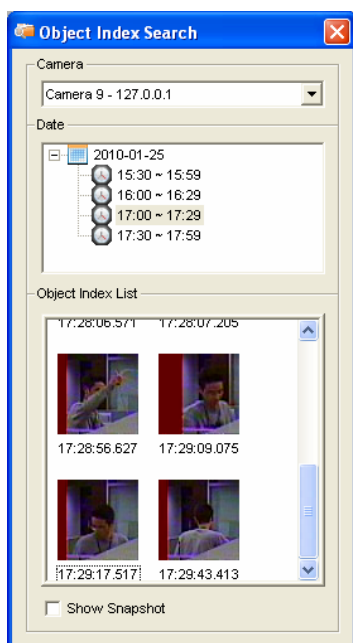 Object Index Search
Camera
Camera 9 - 127.0.0.1
Date
2010-01-25
15:30 ~ 15:59
16:00 ~ 16:29
17:00 ~ 17:29
17:30 ~ 17:59
Object Index List
17:28:06.571 17:28:07.205
17:28:56.627 17:29:09.075
17:29:17.517 17:29:43.413
Show Snapshot